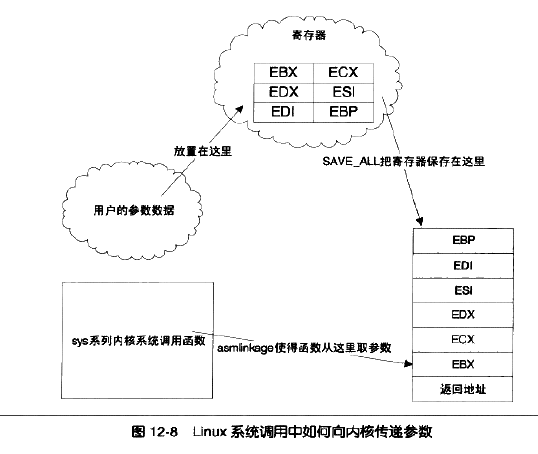 寄存器
EBX ECX
EDX ESI
EDI EBP
放置在这里
SAVE_ALL把寄存器保存在这里
用户的参数数据
EBP
EDI
ESI
EDX
ECX
EBX
返回地址
sys系列内核系统调用函数
asmlinkage使得函数从这里取参数
图 12-8 Linux 系统调用中如何向内核传递参数